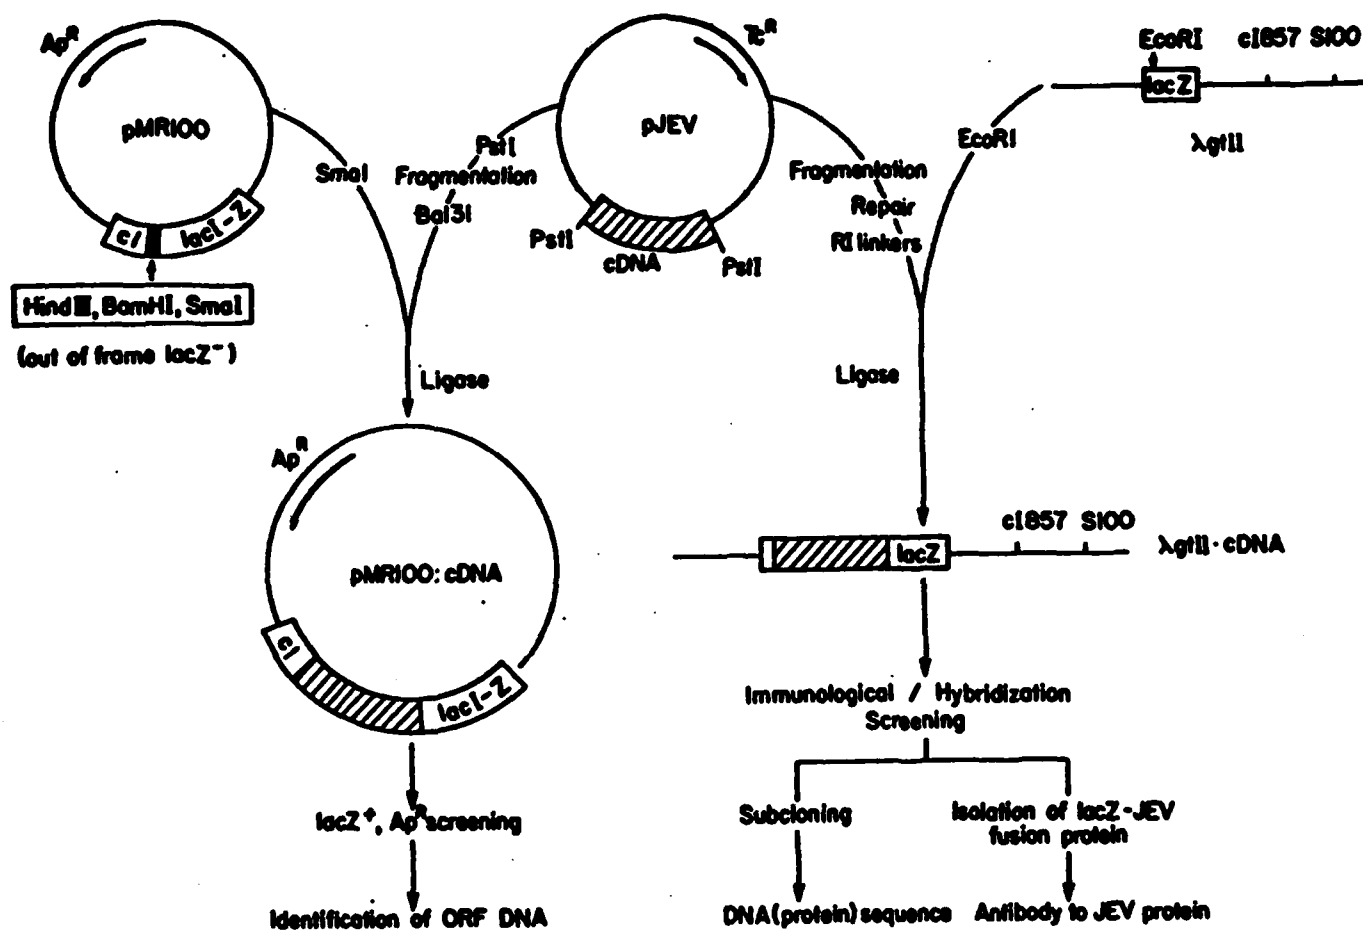 Ap^R
pMR100
cI
lacI-Z
HindIII, BamHI, SmaI
(out of frame lacZ⁻)
SmaI
PstI
Fragmentation
Bal31
Ligase
Tc^R
pJEV
PstI
cDNA
PstI
Fragmentation
Repair
RI linkers
EcoRI
EcoRI
cI857 S100
lacZ
λgt11
Ligase
Ap^R
pMR100: cDNA
cI
lacI-Z
lacZ⁺, Ap^R screening
Identification of ORF DNA
cI857 S100
lacZ
λgt11·cDNA
Immunological / Hybridization
Screening
Subcloning
DNA(protein) sequence
Isolation of lacZ-JEV
fusion protein
Antibody to JEV protein